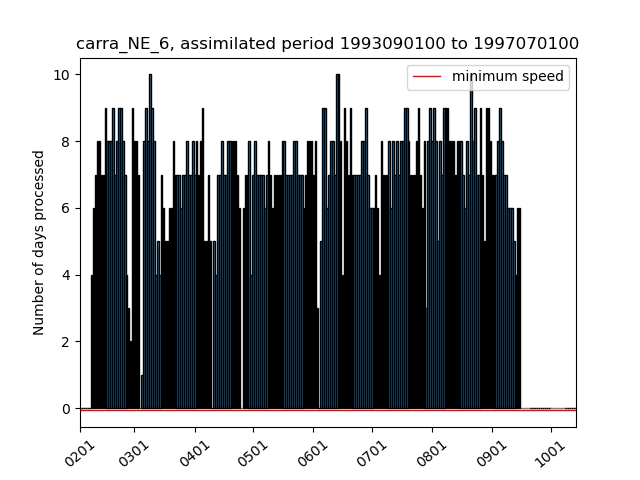 carra_NE_6, assimilated period 1993090100 to 1997070100
minimum speed
Number of days processed
10
8
6
4
2
0
0201 0301 0401 0501 0601 0701 0801 0901 1001